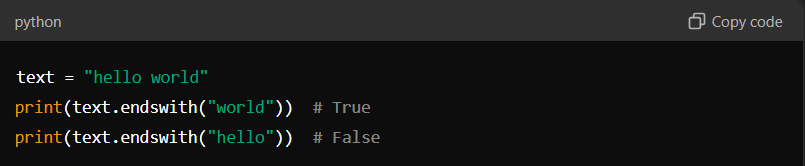 python
Copy code
text = "hello world"
print(text.endswith("world"))  # True
print(text.endswith("hello"))  # False